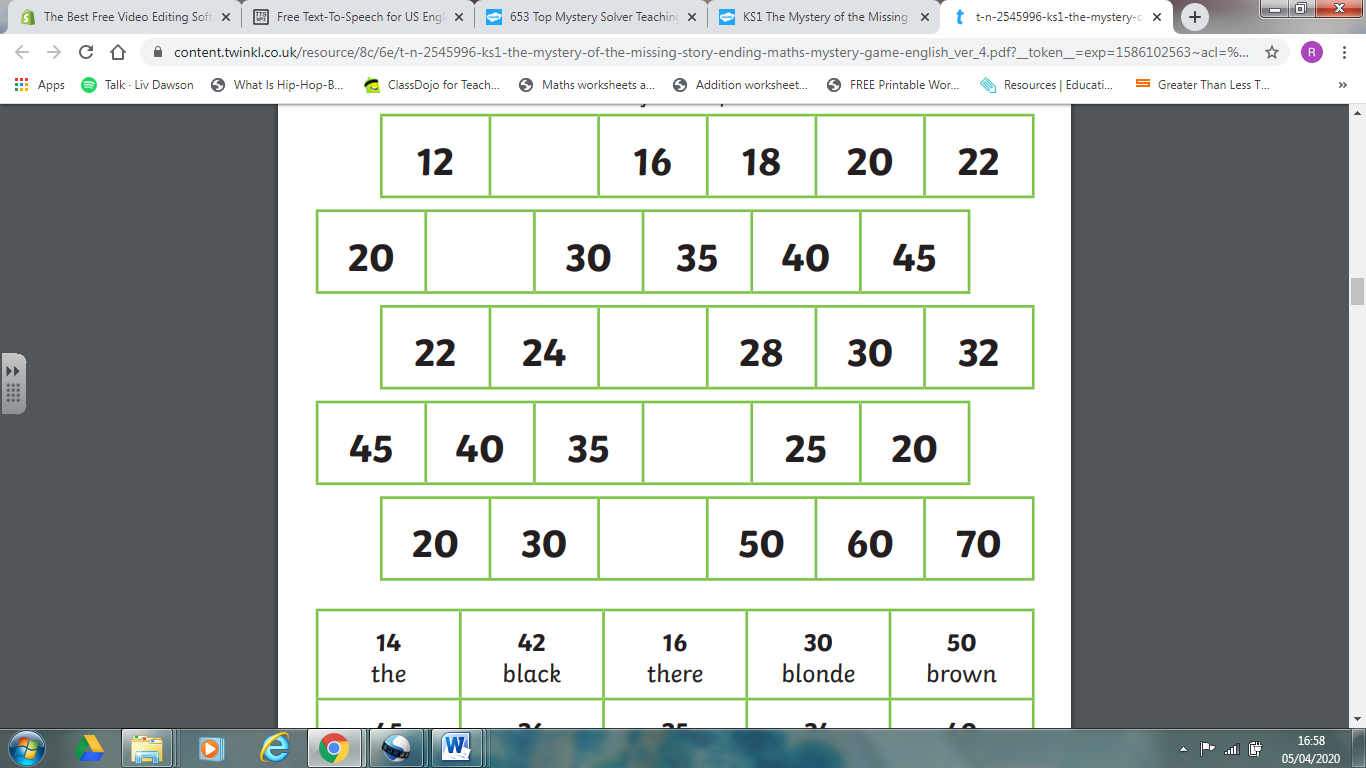 The Best Free Video Editing Soft
Free Text-To-Speech for US Engl
653 Top Mystery Solver Teaching
KS1 The Mystery of the Missing
t-n-2545996-ks1-the-mystery-o
content.twinkl.co.uk/resource/8c/6e/t-n-2545996-ks1-the-mystery-of-the-missing-story-ending-maths-mystery-game-english_ver_4.pdf?__token__=exp=1586102563~acl=%...
R
Apps Talk · Liv Dawson What Is Hip-Hop-B... ClassDojo for Teach... Maths worksheets a... Addition worksheet... FREE Printable Wor... Resources | Educati... Greater Than Less T... »
12 16 18 20 22
20 30 35 40 45
22 24 28 30 32
45 40 35 25 20
20 30 50 60 70
14 42 16 30 50
the black there blonde brown
16:58
05/04/2020